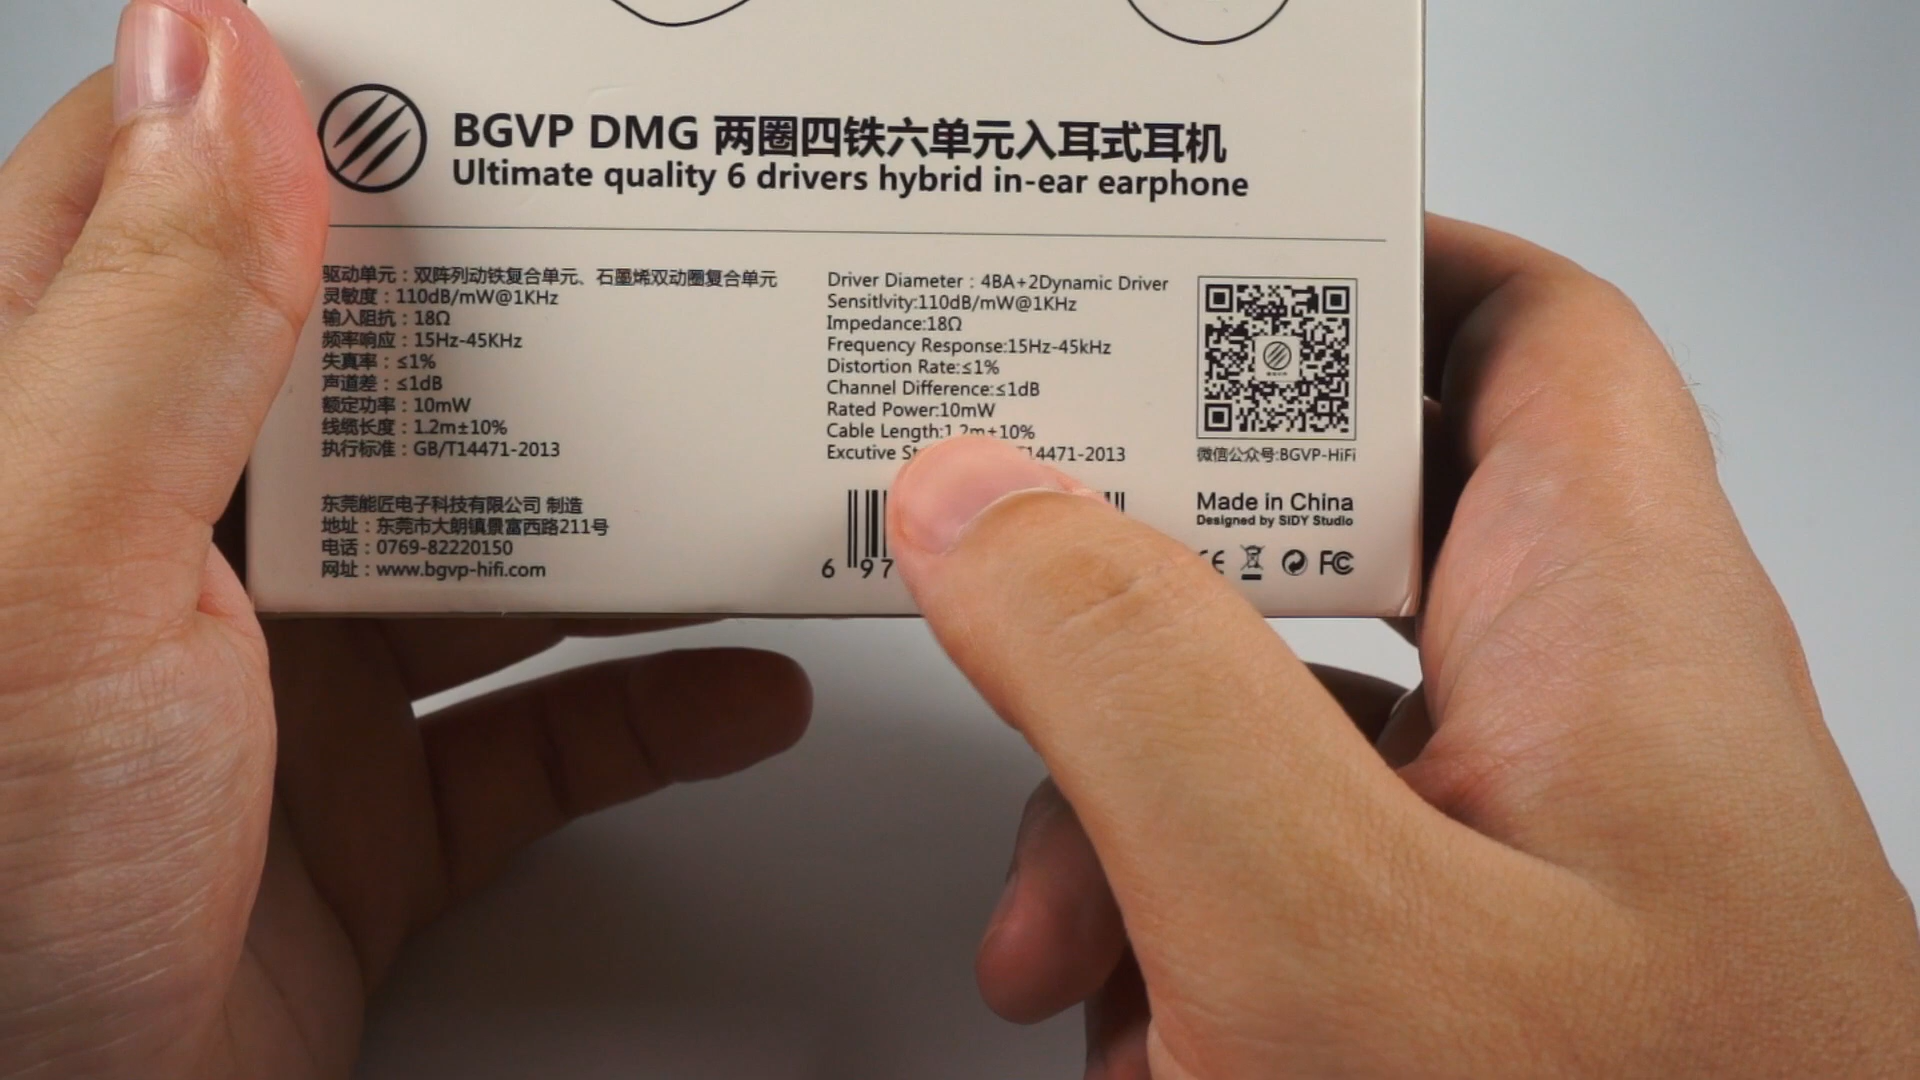 BGVP DMG 两圈四铁六单元入耳式耳机
Ultimate quality 6 drivers hybrid in-ear earphone
驱动单元：双阵列动铁复合单元、石墨烯双动圈复合单元
灵敏度：110dB/mW@1KHz
输入阻抗：18Ω
频率响应：15Hz-45KHz
失真率：≤1%
声道差：≤1dB
额定功率：10mW
线缆长度：1.2m±10%
执行标准：GB/T14471-2013
东莞能匠电子科技有限公司 制造
地址：东莞市大朗镇景富西路211号
电话：0769-82220150
网址：www.bgvp-hifi.com
Driver Diameter：4BA+2Dynamic Driver
Sensitlvity:110dB/mW@1KHz
Impedance:18Ω
Frequency Response:15Hz-45kHz
Distortion Rate:≤1%
Channel Difference:≤1dB
Rated Power:10mW
Cable Length:1.2m±10%
Excutive 14471-2013
6 97
微信公众号:BGVP-HiFi
Made in China
Designed by SIDY Studio
CE FC